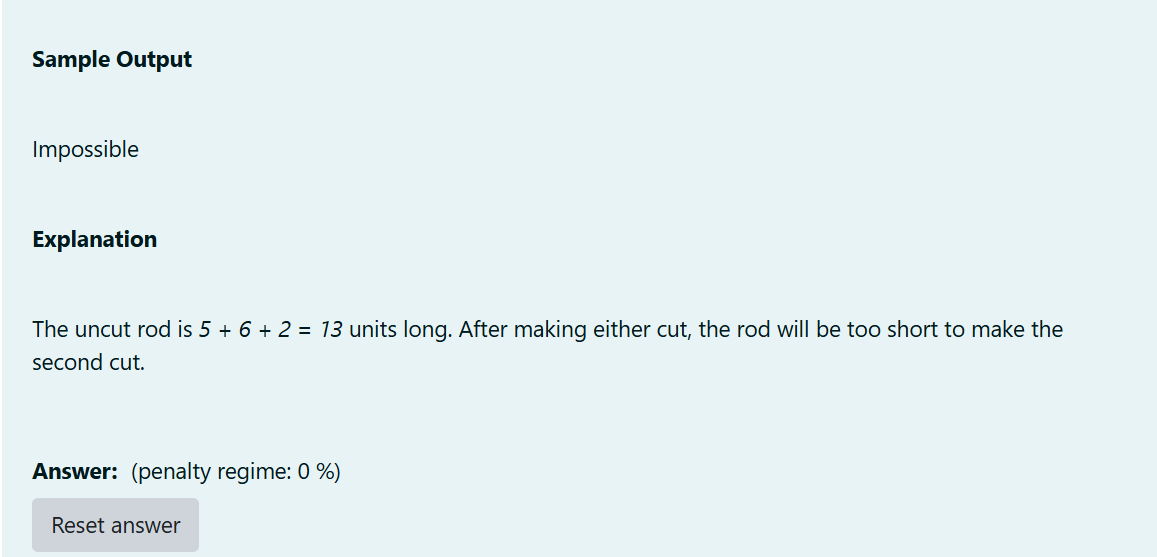 Sample Output
Impossible
Explanation
The uncut rod is 5 + 6 + 2 = 13 units long. After making either cut, the rod will be too short to make the
second cut.
Answer: (penalty regime: 0 %)
Reset answer